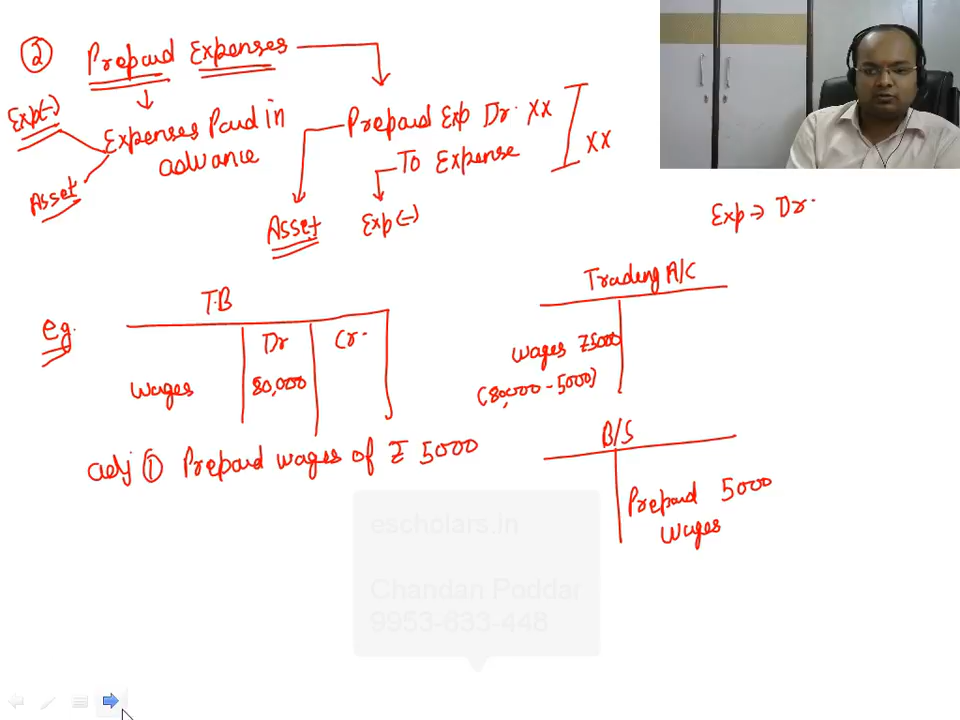 ② Prepaid Expenses
Exp(-)
Expenses Paid in
advance
Asset
Prepaid Exp Dr. XX
To Expense XX
Asset Exp(-)
Exp → Dr.
T.B
Dr Cr.
Wages 80,000
eg.
adj ① Prepaid wages of ₹ 5000
Trading A/C
Wages 75000
(80,000 - 5000)
B/S
Prepaid 5000
Wages
escholars.in
Chandan Poddar
9953-633-448